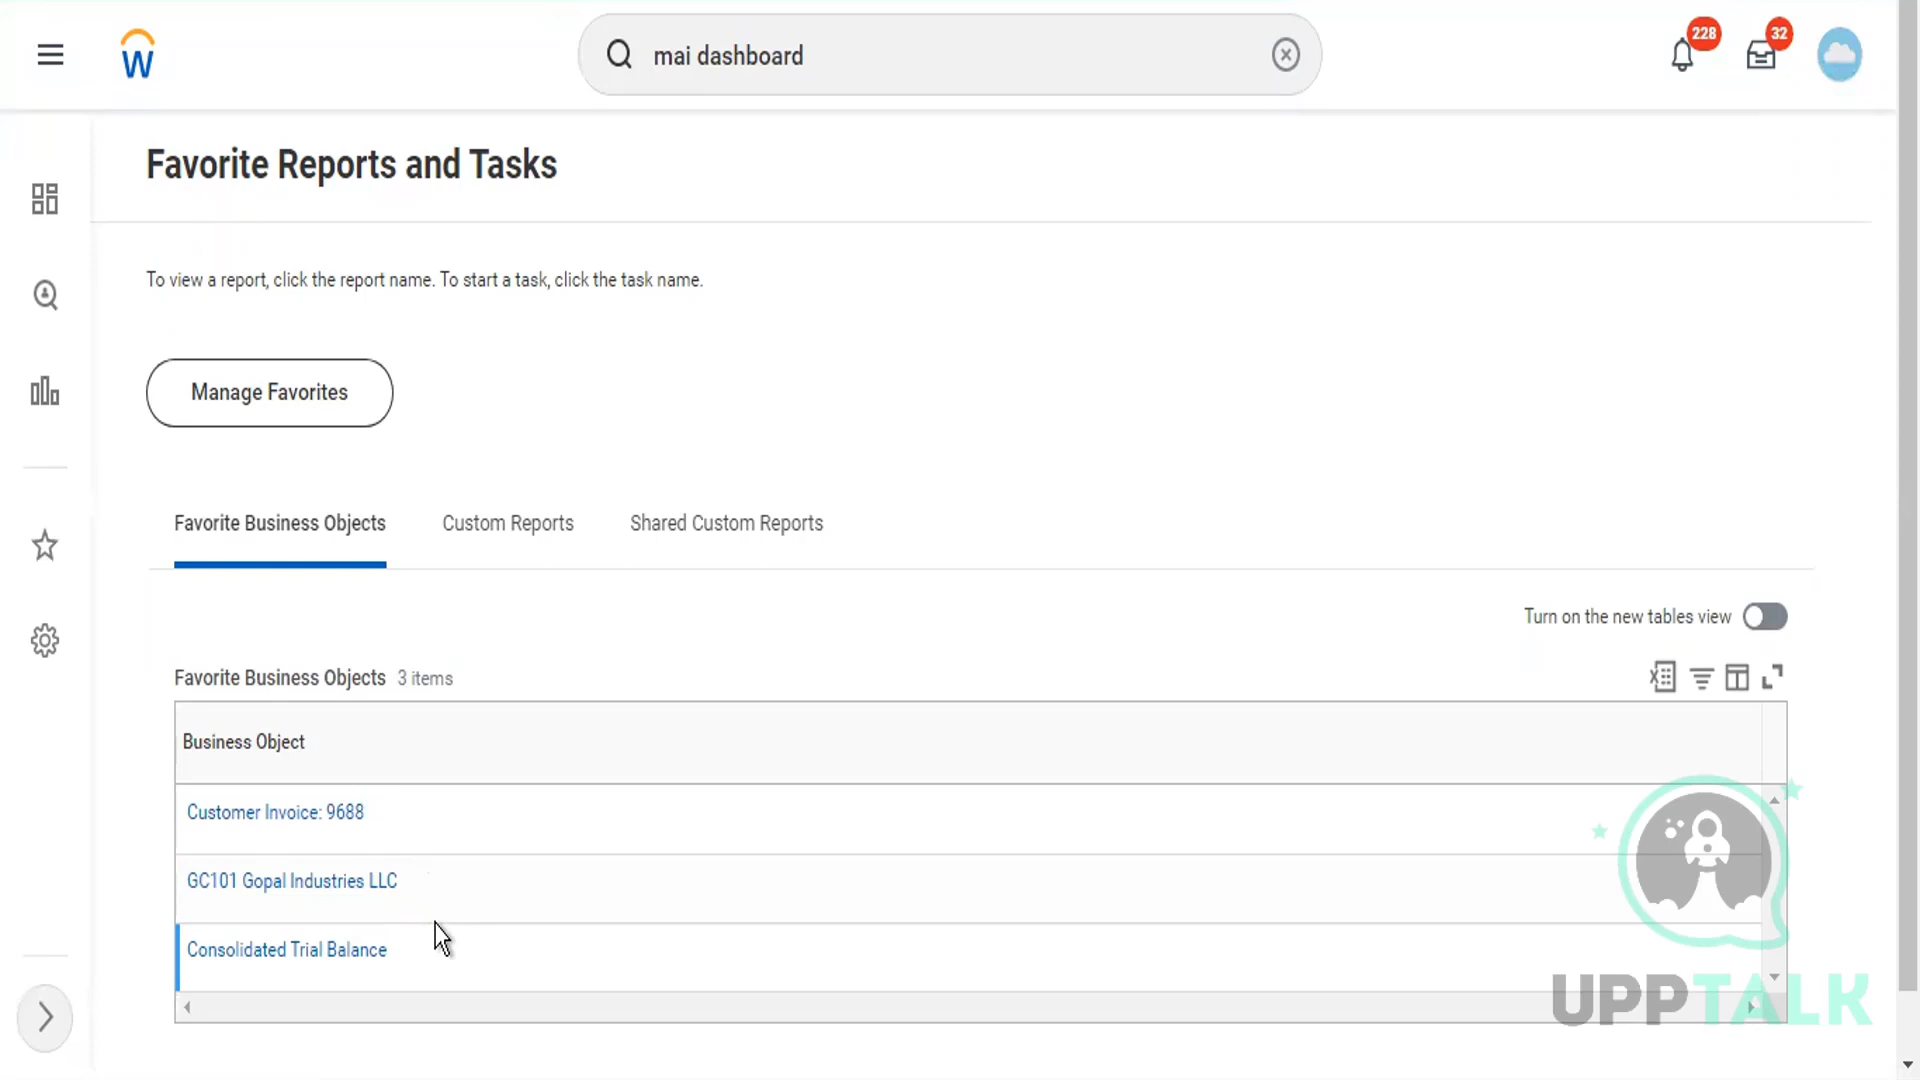 W
mai dashboard
228
32
Favorite Reports and Tasks
To view a report, click the report name. To start a task, click the task name.
Manage Favorites
Favorite Business Objects
Custom Reports
Shared Custom Reports
Turn on the new tables view
Favorite Business Objects 3 items
Business Object
Customer Invoice: 9688
GC101 Gopal Industries LLC
Consolidated Trial Balance
UPPTALK